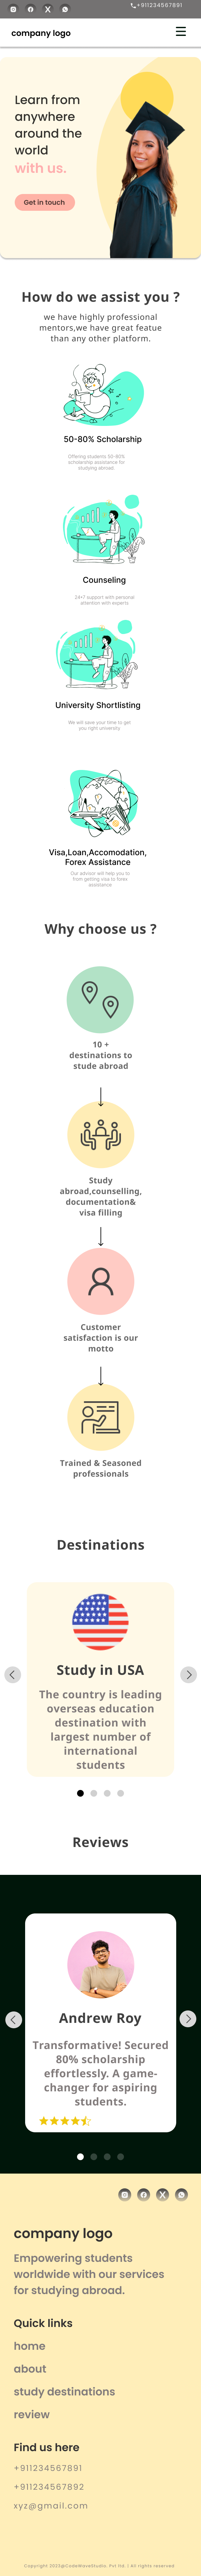 +911234567891
company logo
Learn from
anywhere
around the
world
with us.
Get in touch
How do we assist you ?
we have highly professional
mentors,we have great featue
than any other platform.
50-80% Scholarship
Offering students 50-80%
scholarship assistance for
studying abroad.
Counseling
24*7 support with personal
attention with experts
University Shortlisting
We will save your time to get
you right university
Visa,Loan,Accomodation,
Forex Assistance
Our advisor will help you to
from getting visa to forex
assistance
Why choose us ?
10 +
destinations to
stude abroad
Study
abroad,counselling,
documentation&
visa filling
Customer
satisfaction is our
motto
Trained & Seasoned
professionals
Destinations
Study in USA
The country is leading
overseas education
destination with
largest number of
international
students
Reviews
Andrew Roy
Transformative! Secured
80% scholarship
effortlessly. A game-
changer for aspiring
students.
company logo
Empowering students
worldwide with our services
for studying abroad.
Quick links
home
about
study destinations
review
Find us here
+911234567891
+911234567892
xyz@gmail.com
Copyright 2023@CodeWaveStudio. Pvt ltd. | All rights reserved